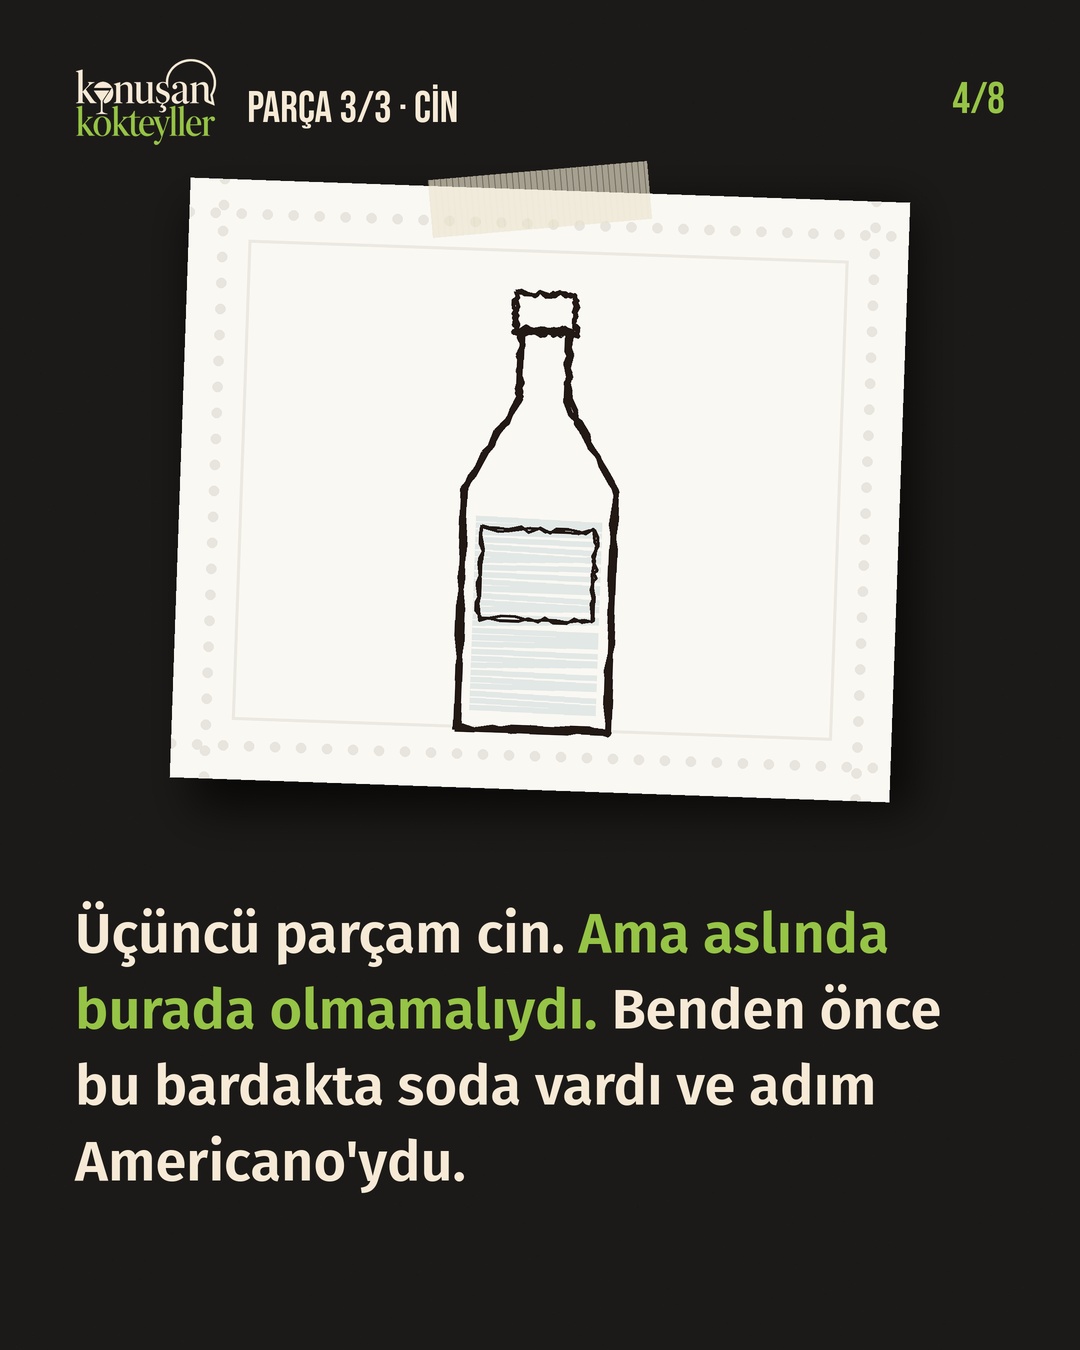 konuşan
kokteyller
PARÇA 3/3 · CİN
4/8
Üçüncü parçam cin. Ama aslında
burada olmamalıydı. Benden önce
bu bardakta soda vardı ve adım
Americano'ydu.